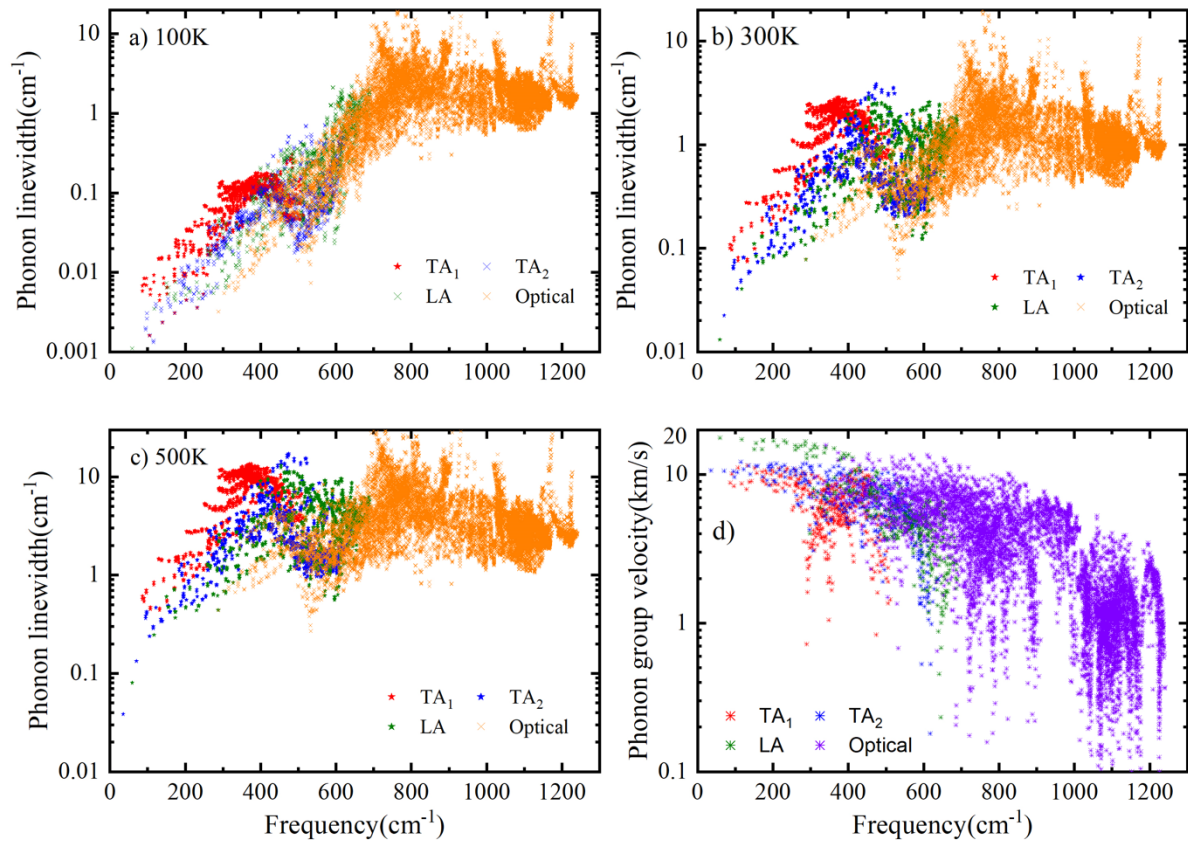 a) 100K
10
1
0.1
0.01
0.001
Phonon linewidth(cm⁻¹)
TA₁ TA₂
LA Optical
0 200 400 600 800 1000 1200
b) 300K
10
1
0.1
0.01
Phonon linewidth(cm⁻¹)
TA₁ TA₂
LA Optical
0 200 400 600 800 1000 1200
c) 500K
10
1
0.1
0.01
Phonon linewidth(cm⁻¹)
TA₁ TA₂
LA Optical
0 200 400 600 800 1000 1200
Frequency(cm⁻¹)
d)
20
10
1
0.1
Phonon group velocity(km/s)
TA₁ TA₂
LA Optical
0 200 400 600 800 1000 1200
Frequency(cm⁻¹)